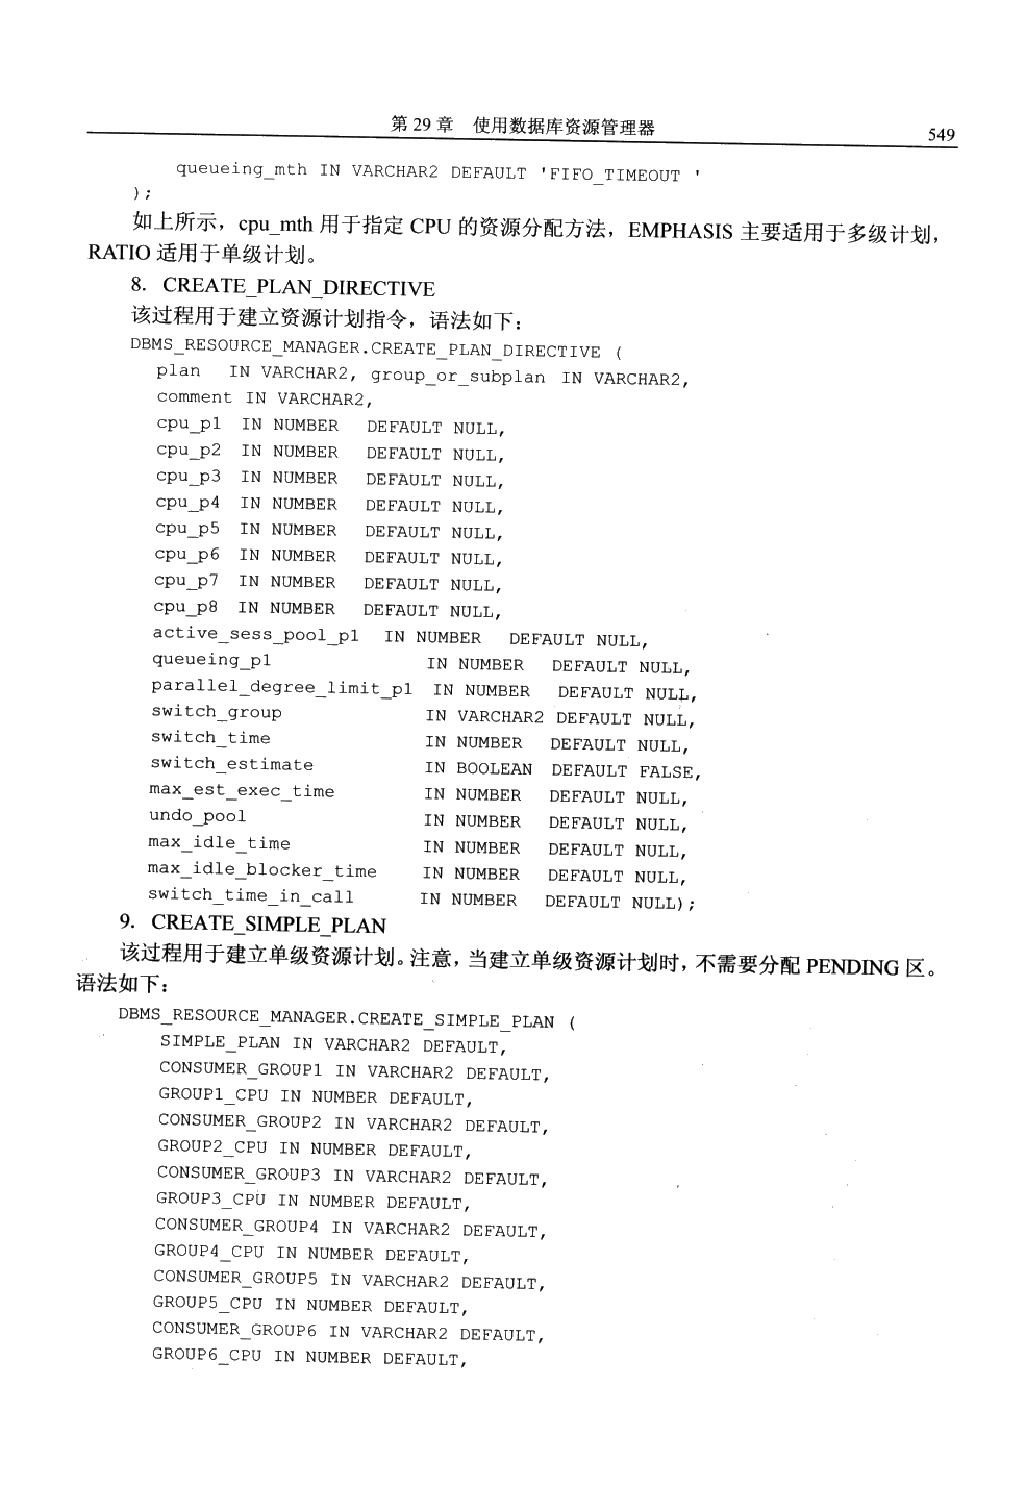 第 29 章 使用数据库资源管理器 549
queueing_mth IN VARCHAR2 DEFAULT 'FIFO_TIMEOUT '
);
如上所示，cpu_mth 用于指定 CPU 的资源分配方法，EMPHASIS 主要适用于多级计划，
RATIO 适用于单级计划。
8. CREATE_PLAN_DIRECTIVE
该过程用于建立资源计划指令，语法如下：
DBMS_RESOURCE_MANAGER.CREATE_PLAN_DIRECTIVE (
plan IN VARCHAR2, group_or_subplan IN VARCHAR2,
comment IN VARCHAR2,
cpu_p1 IN NUMBER DEFAULT NULL,
cpu_p2 IN NUMBER DEFAULT NULL,
cpu_p3 IN NUMBER DEFAULT NULL,
cpu_p4 IN NUMBER DEFAULT NULL,
cpu_p5 IN NUMBER DEFAULT NULL,
cpu_p6 IN NUMBER DEFAULT NULL,
cpu_p7 IN NUMBER DEFAULT NULL,
cpu_p8 IN NUMBER DEFAULT NULL,
active_sess_pool_p1 IN NUMBER DEFAULT NULL,
queueing_p1 IN NUMBER DEFAULT NULL,
parallel_degree_limit_p1 IN NUMBER DEFAULT NULL,
switch_group IN VARCHAR2 DEFAULT NULL,
switch_time IN NUMBER DEFAULT NULL,
switch_estimate IN BOOLEAN DEFAULT FALSE,
max_est_exec_time IN NUMBER DEFAULT NULL,
undo_pool IN NUMBER DEFAULT NULL,
max_idle_time IN NUMBER DEFAULT NULL,
max_idle_blocker_time IN NUMBER DEFAULT NULL,
switch_time_in_call IN NUMBER DEFAULT NULL);
9. CREATE_SIMPLE_PLAN
该过程用于建立单级资源计划。注意，当建立单级资源计划时，不需要分配 PENDING 区。
语法如下：
DBMS_RESOURCE_MANAGER.CREATE_SIMPLE_PLAN (
SIMPLE_PLAN IN VARCHAR2 DEFAULT,
CONSUMER_GROUP1 IN VARCHAR2 DEFAULT,
GROUP1_CPU IN NUMBER DEFAULT,
CONSUMER_GROUP2 IN VARCHAR2 DEFAULT,
GROUP2_CPU IN NUMBER DEFAULT,
CONSUMER_GROUP3 IN VARCHAR2 DEFAULT,
GROUP3_CPU IN NUMBER DEFAULT,
CONSUMER_GROUP4 IN VARCHAR2 DEFAULT,
GROUP4_CPU IN NUMBER DEFAULT,
CONSUMER_GROUP5 IN VARCHAR2 DEFAULT,
GROUP5_CPU IN NUMBER DEFAULT,
CONSUMER_GROUP6 IN VARCHAR2 DEFAULT,
GROUP6_CPU IN NUMBER DEFAULT,